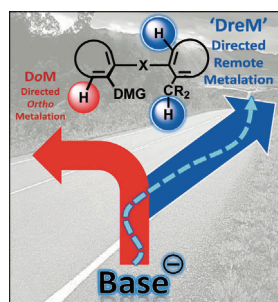 'DreM'
Directed
Remote
Metalation
DoM
Directed
Ortho
Metalation
H
X
H
DMG
CR2
H
Base ⊖